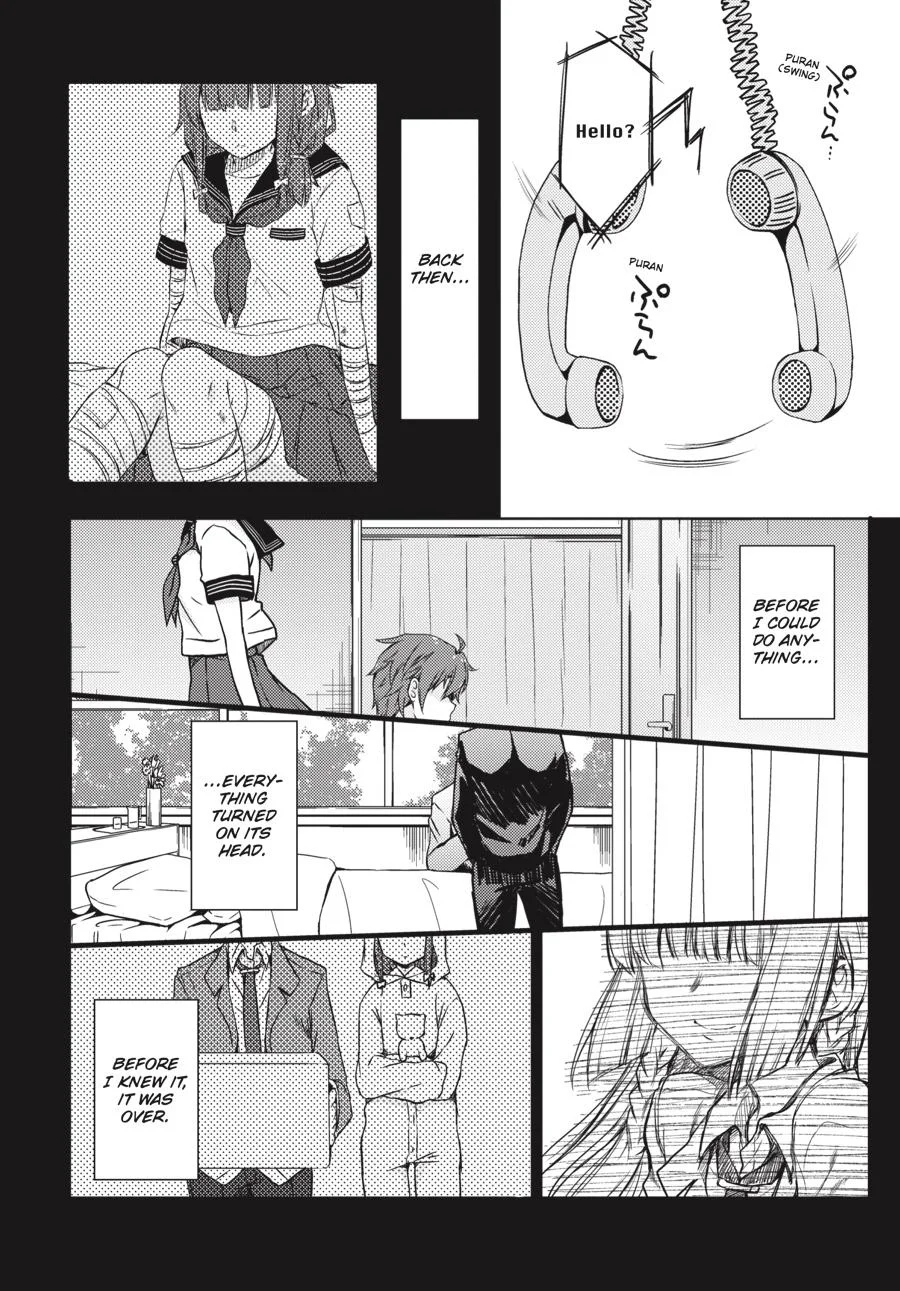 PURAN
(SWING)
ぷらん…
Hello?
PURAN
ぷらん
BACK
THEN...
BEFORE
I COULD
DO ANY-
THING...
...EVERY-
THING
TURNED
ON ITS
HEAD.
BEFORE
I KNEW IT,
IT WAS
OVER.